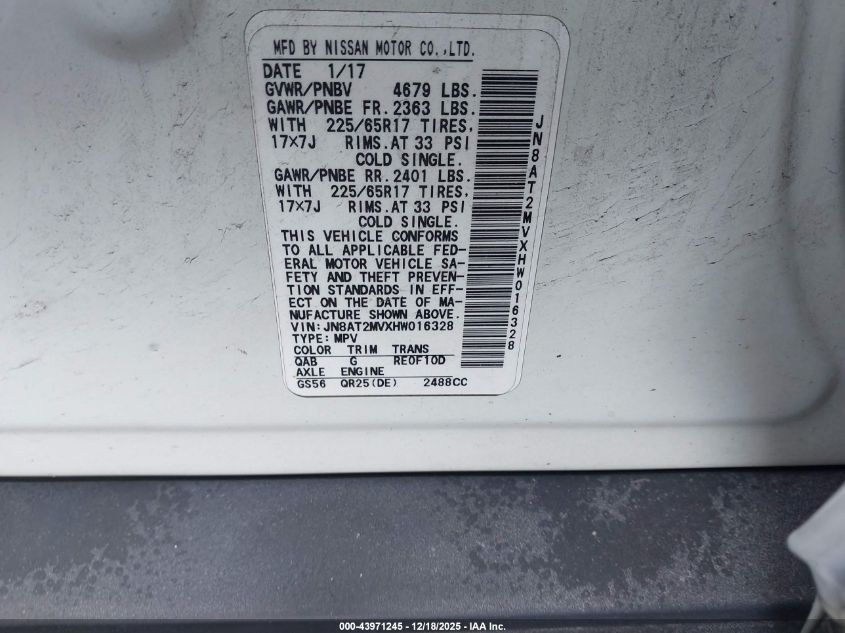 MFD BY NISSAN MOTOR CO.,LTD.
DATE 1/17
GVWR/PNBV 4679 LBS.
GAWR/PNBE FR. 2363 LBS.
WITH 225/65R17 TIRES,
17×7J RIMS.AT 33 PSI
COLD SINGLE.
GAWR/PNBE RR. 2401 LBS.
WITH 225/65R17 TIRES,
17×7J RIMS.AT 33 PSI
COLD SINGLE.
THIS VEHICLE CONFORMS
TO ALL APPLICABLE FED-
ERAL MOTOR VEHICLE SA-
FETY AND THEFT PREVEN-
TION STANDARDS IN EFF-
ECT ON THE DATE OF MA-
NUFACTURE SHOWN ABOVE.
VIN:JN8AT2MVXHW016328
TYPE:MPV
COLOR TRIM TRANS
QAB G RE0F10D
AXLE ENGINE
GS56 QR25(DE) 2488CC
JN8AT2MVXHW016328
000-43971245 - 12/18/2025 - IAA Inc.